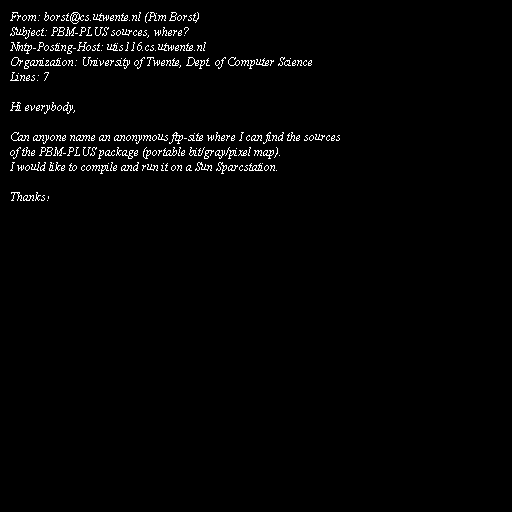 From: borst@cs.utwente.nl (Pim Borst)
Subject: PBM-PLUS sources, where?
Nntp-Posting-Host: utis116.cs.utwente.nl
Organization: University of Twente, Dept. of Computer Science
Lines: 7

Hi everybody,

Can anyone name an anonymous ftp-site where I can find the sources
of the PBM-PLUS package (portable bit/gray/pixel map).
I would like to compile and run it on a Sun Sparcstation.

Thanks!